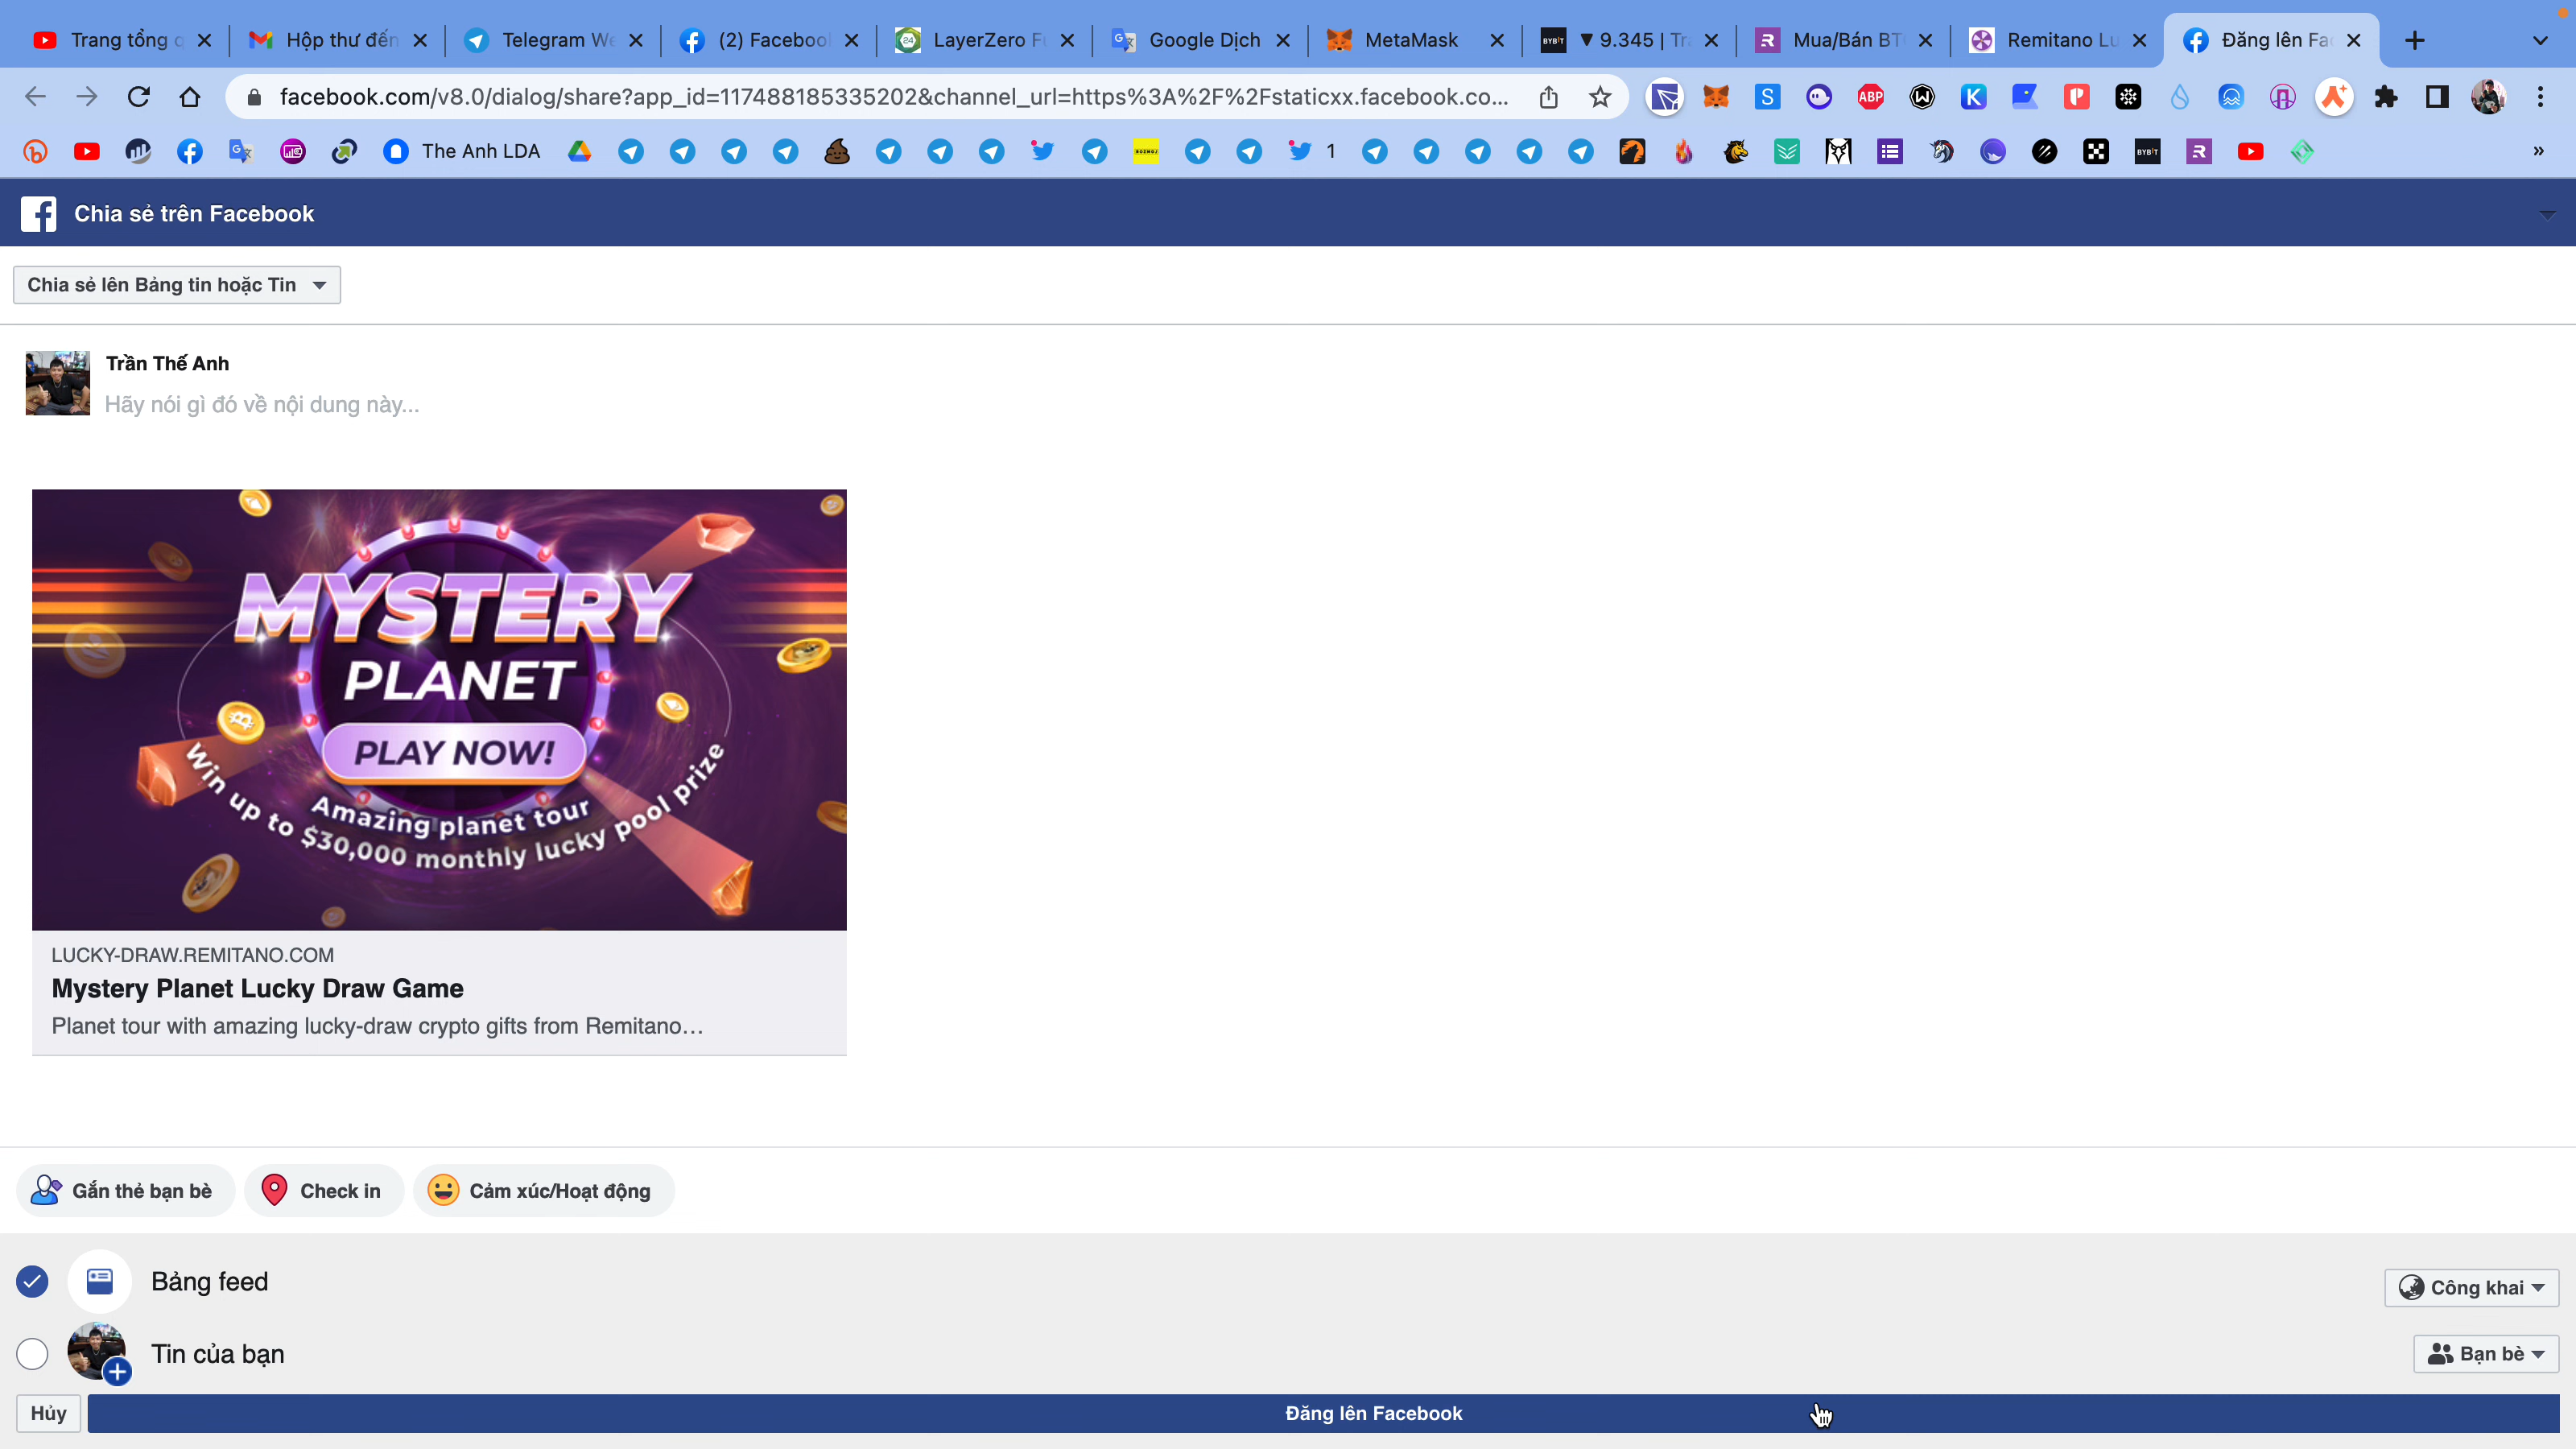 Trang tổng q
Hộp thư đến
Telegram We
(2) Facebook
LayerZero F
Google Dịch
MetaMask
BYBIT
▼ 9.345 | Tr
Mua/Bán BT
Remitano Lu
Đăng lên Fac
facebook.com/v8.0/dialog/share?app_id=117488185335202&channel_url=https%3A%2F%2Fstaticxx.facebook.co...
ABP
The Anh LDA
1
BYBIT
Chia sẻ trên Facebook
Chia sẻ lên Bảng tin hoặc Tin
Trần Thế Anh
Hãy nói gì đó về nội dung này...
MYSTERY
PLANET
PLAY NOW!
Amazing planet tour
Win up to $30,000 monthly lucky pool prize
LUCKY-DRAW.REMITANO.COM
Mystery Planet Lucky Draw Game
Planet tour with amazing lucky-draw crypto gifts from Remitano...
Gắn thẻ bạn bè
Check in
Cảm xúc/Hoạt động
Bảng feed
Công khai
Tin của bạn
Bạn bè
Hủy
Đăng lên Facebook